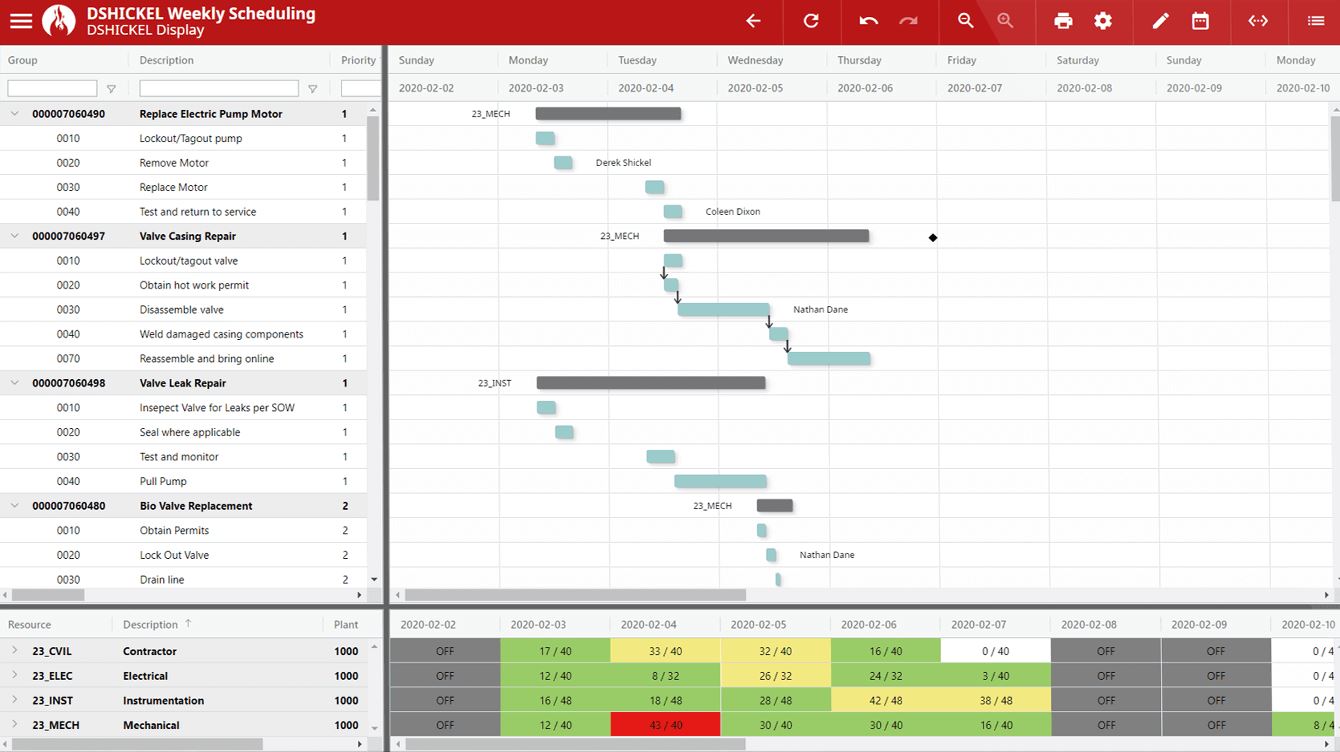 DSHICKEL Weekly Scheduling
DSHICKEL Display
Group Description Priority Sunday Monday Tuesday Wednesday Thursday Friday Saturday Sunday Monday
2020-02-02 2020-02-03 2020-02-04 2020-02-05 2020-02-06 2020-02-07 2020-02-08 2020-02-09 2020-02-10
000007060490 Replace Electric Pump Motor 1 23_MECH
0010 Lockout/Tagout pump 1
0020 Remove Motor 1 Derek Shickel
0030 Replace Motor 1
0040 Test and return to service 1 Coleen Dixon
000007060497 Valve Casing Repair 1 23_MECH
0010 Lockout/tagout valve 1
0020 Obtain hot work permit 1
0030 Disassemble valve 1 Nathan Dane
0040 Weld damaged casing components 1
0070 Reassemble and bring online 1
000007060498 Valve Leak Repair 1 23_INST
0010 Insepect Valve for Leaks per SOW 1
0020 Seal where applicable 1
0030 Test and monitor 1
0040 Pull Pump 1
000007060480 Bio Valve Replacement 2 23_MECH
0010 Obtain Permits 2
0020 Lock Out Valve 2 Nathan Dane
0030 Drain line 2
Resource Description Plant 2020-02-02 2020-02-03 2020-02-04 2020-02-05 2020-02-06 2020-02-07 2020-02-08 2020-02-09 2020-02-10
23_CVIL Contractor 1000 OFF 17 / 40 33 / 40 32 / 40 16 / 40 0 / 40 OFF OFF 0 / 4
23_ELEC Electrical 1000 OFF 12 / 40 8 / 32 26 / 32 24 / 32 3 / 40 OFF OFF 0 / 4
23_INST Instrumentation 1000 OFF 16 / 48 18 / 48 28 / 48 42 / 48 38 / 48 OFF OFF 0 / 4
23_MECH Mechanical 1000 OFF 12 / 40 43 / 40 30 / 40 30 / 40 16 / 40 OFF OFF 8 / 4